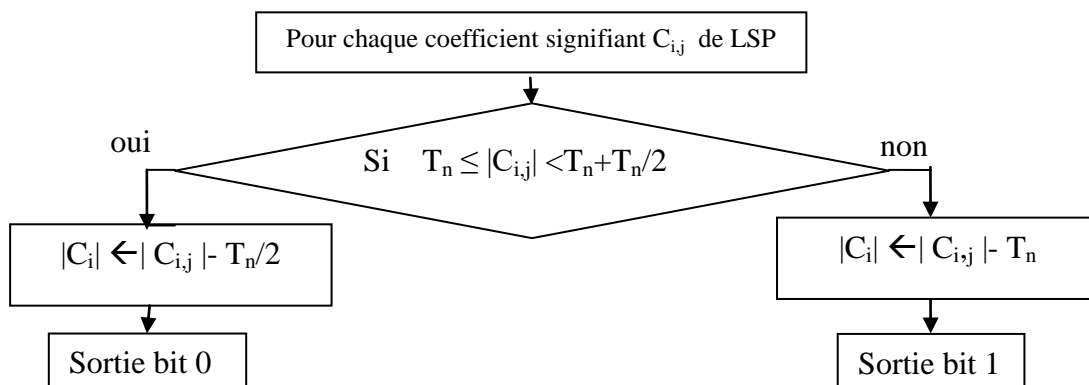 Pour chaque coefficient signifiant C_{i,j} de LSP
oui
Si T_n ≤ |C_{i,j}| <T_n+T_n/2
non
|C_i| ←| C_{i,j} |- T_n/2
|C_i| ←| C_{i,j} |- T_n
Sortie bit 0
Sortie bit 1